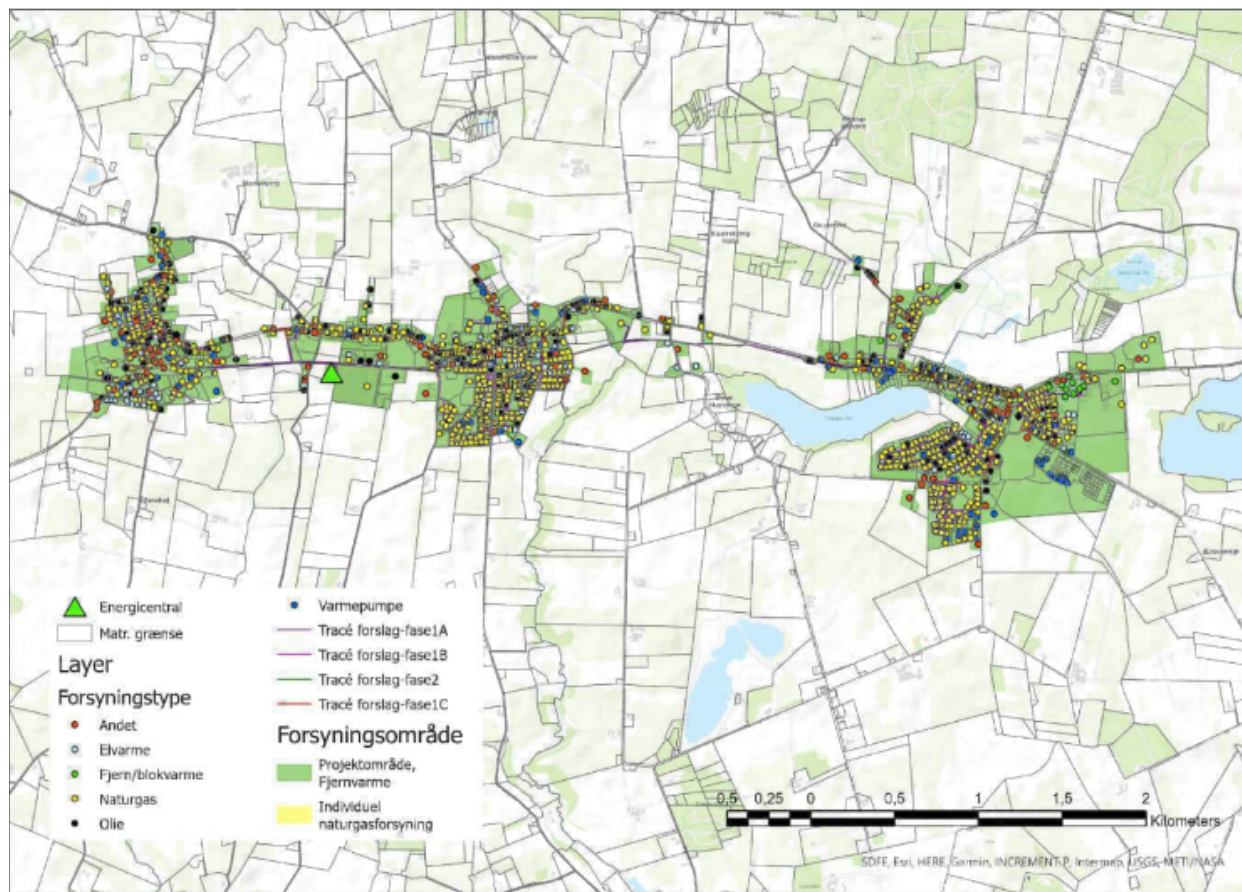 Energicentral
Matr. grænse
Layer
Forsyningstype
Andet
Elvarme
Fjern/blokvarme
Naturgas
Olie
Varmepumpe
Tracé forslag-fase1A
Tracé forslag-fase1B
Tracé forslag-fase2
Tracé forslag-fase1C
Forsyningsområde
Projektområde,
Fjernvarme
Individuel
naturgasforsyning
0,5 0,25 0 0,5 1 1,5 2
Kilometers
SDFE, Esri, HERE, Garmin, INCREMENT P, Intermap, USGS, METI/NASA